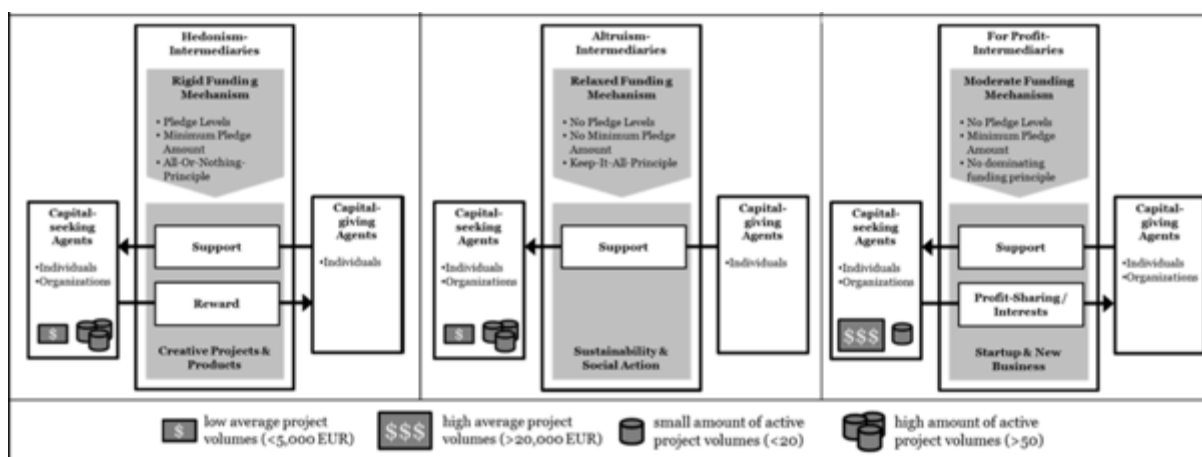 Hedonism-
Intermediaries
Rigid Funding
Mechanism
•Pledge Levels
•Minimum Pledge
Amount
•All-Or-Nothing-
Principle
Capital-
seeking
Agents
•Individuals
•Organizations
$
Support
Reward
Creative Projects &
Products
Capital-
giving
Agents
•Individuals
Altruism-
Intermediaries
Relaxed Funding
Mechanism
•No Pledge Levels
•No Minimum Pledge
Amount
•Keep-It-All-Principle
Capital-
seeking
Agents
•Individuals
•Organizations
$
Support
Sustainability &
Social Action
Capital-
giving
Agents
•Individuals
For Profit-
Intermediaries
Moderate Funding
Mechanism
•No Pledge Levels
•Minimum Pledge
Amount
•No dominating
funding principle
Capital-
seeking
Agents
•Individuals
•Organizations
$$$
Support
Profit-Sharing /
Interests
Startup & New
Business
Capital-
giving
Agents
•Individuals
•Organizations
$ low average project
volumes (<5,000 EUR)
$$$ high average project
volumes (>20,000 EUR)
small amount of active
project volumes (<20)
high amount of active
project volumes (>50)